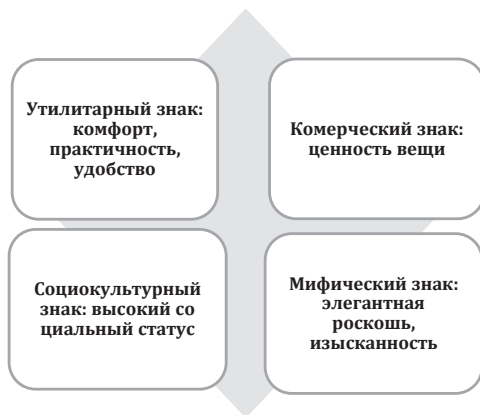 Утилитарный знак:
комфорт,
практичность,
удобство
Комерческий знак:
ценность вещи
Социокультурный
знак: высокий со
циальный статус
Мифический знак:
элегантная
роскошь,
изысканность